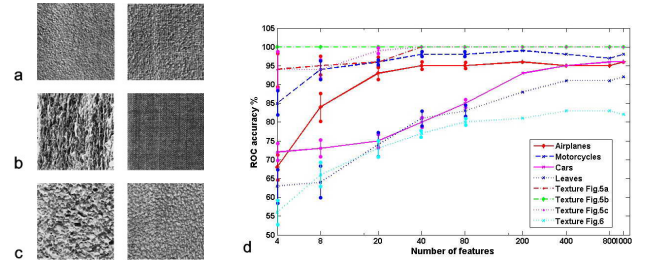 a
b
c
d
ROC accuracy %
105
100
95
90
85
80
75
70
65
60
55
50
4 8 20 40 80 200 400 800 1000
Number of features
Airplanes
Motorcycles
Cars
Leaves
Texture Fig.5a
Texture Fig.5b
Texture Fig.5c
Texture Fig.6